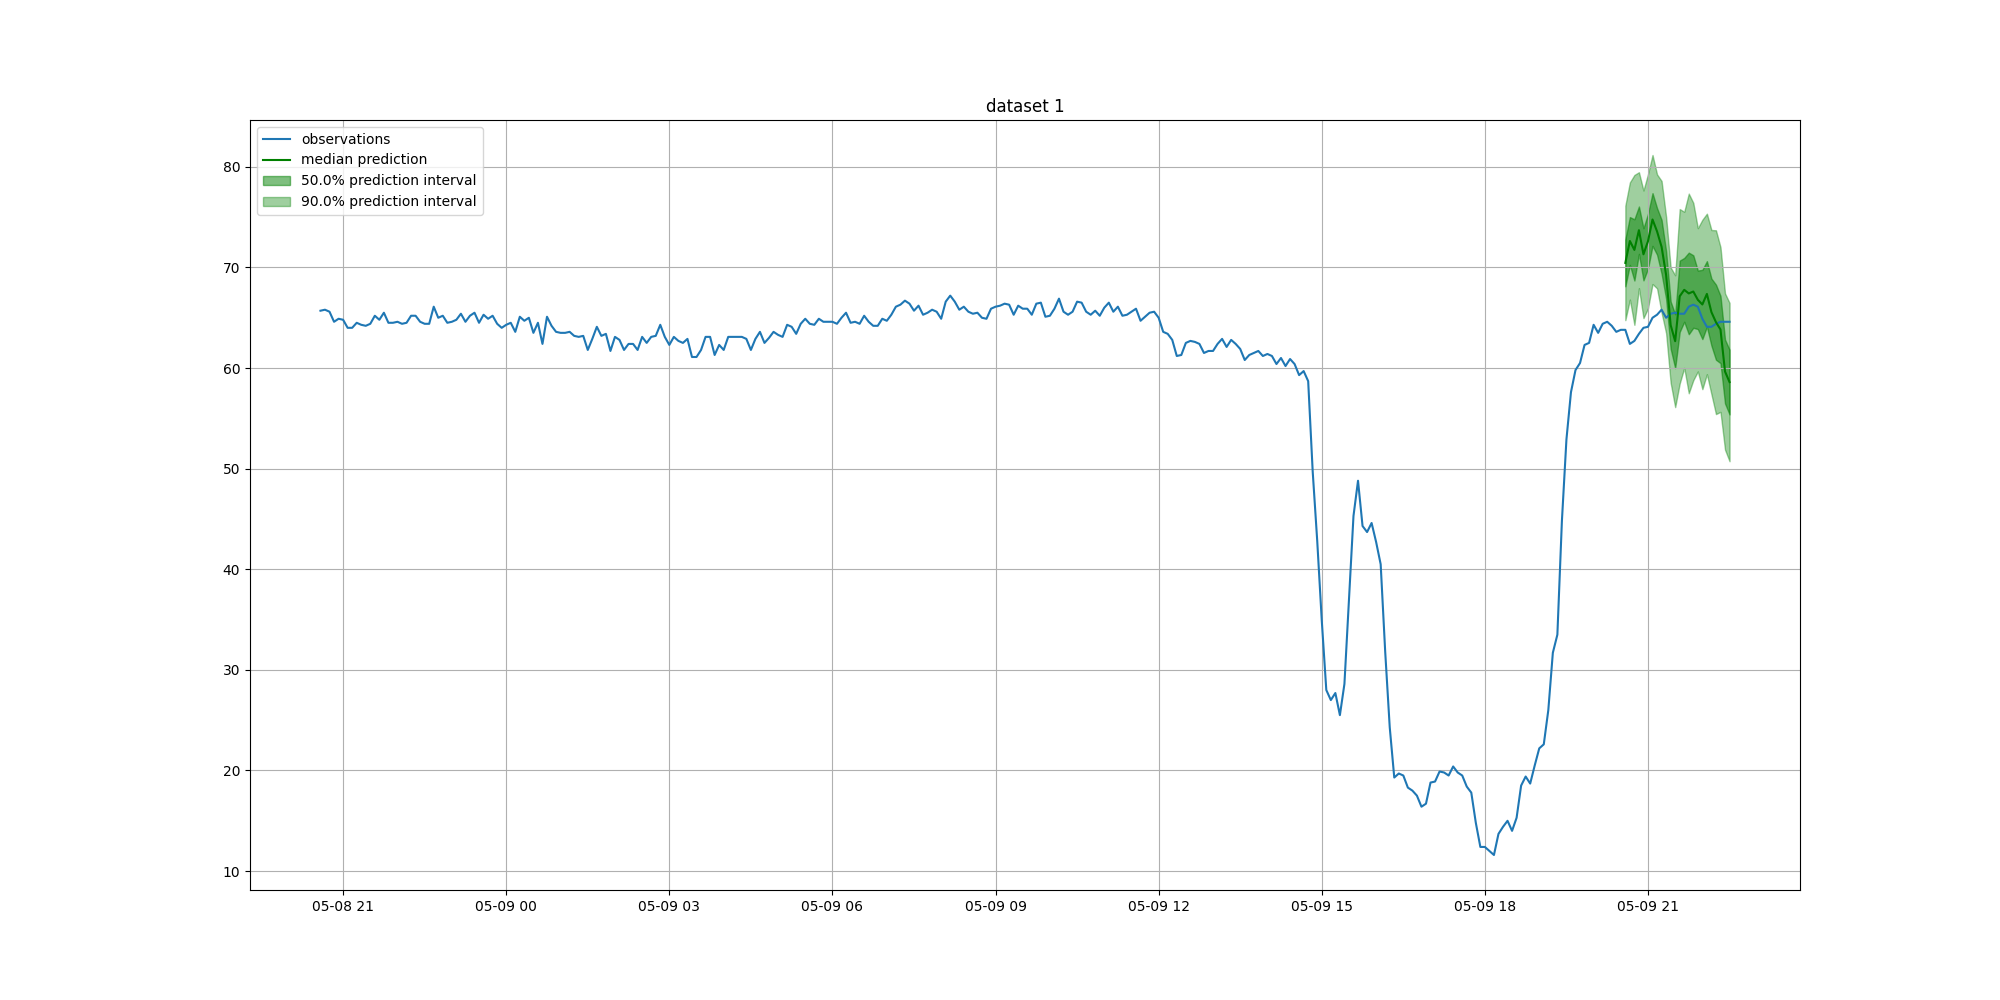 dataset 1
observations
median prediction
50.0% prediction interval
90.0% prediction interval
80
70
60
50
40
30
20
10
05-08 21 05-09 00 05-09 03 05-09 06 05-09 09 05-09 12 05-09 15 05-09 18 05-09 21